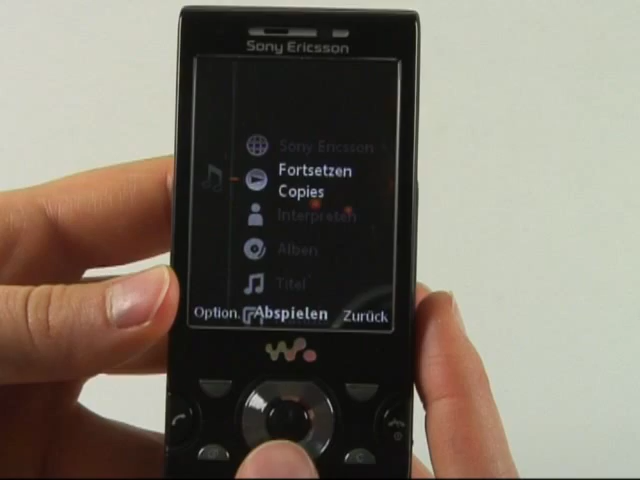 Sony Ericsson
Sony Ericsson
Fortsetzen
Copies
Interpreten
Alben
Titel
Option. Abspielen Zurück
C